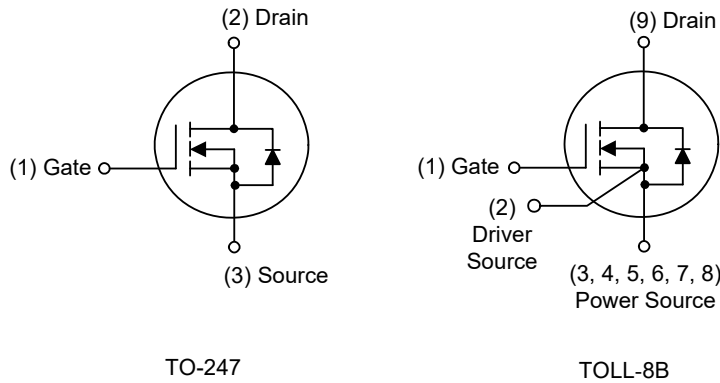 (2) Drain
(1) Gate
(3) Source
TO-247
(9) Drain
(1) Gate
(2)
Driver
Source
(3, 4, 5, 6, 7, 8)
Power Source
TOLL-8B